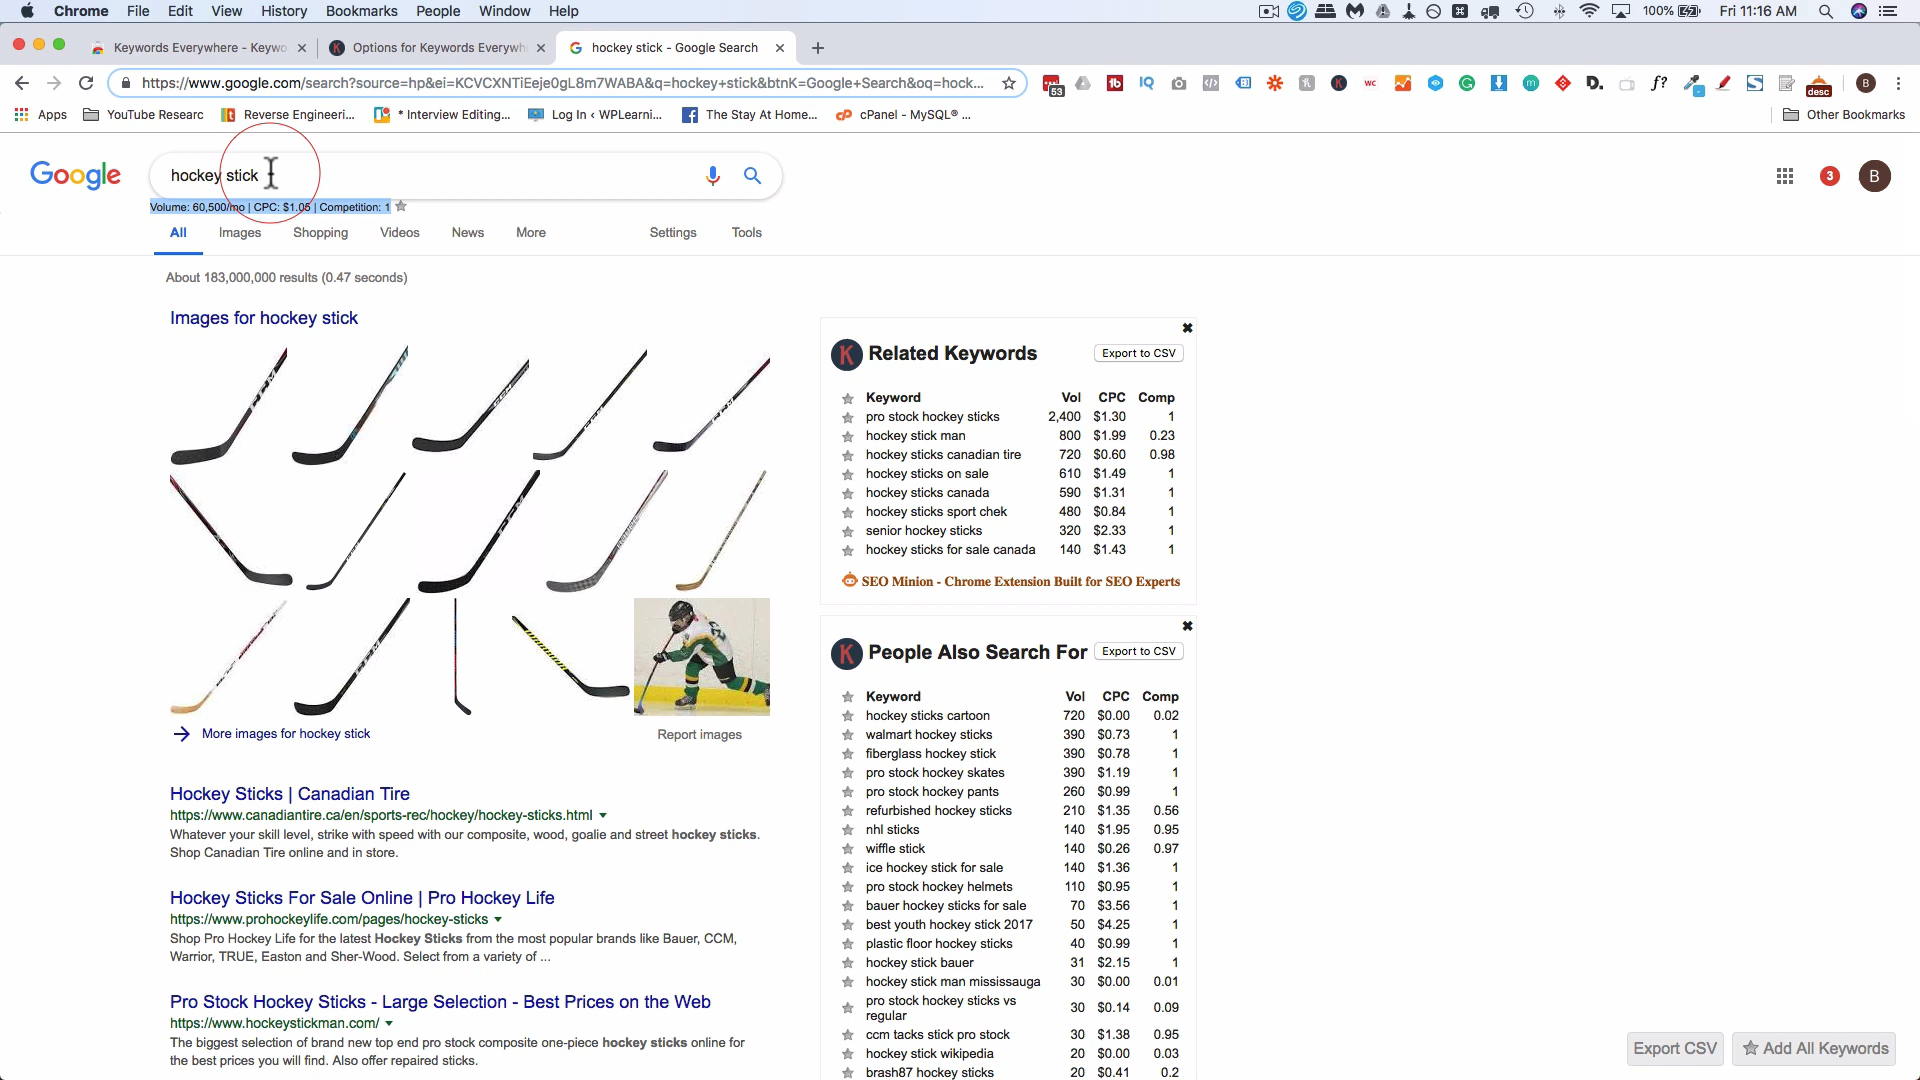 Chrome File Edit View History Bookmarks People Window Help
100% Fri 11:16 AM
Keywords Everywhere - Keywo
Options for Keywords Everywh
hockey stick - Google Search
https://www.google.com/search?source=hp&ei=KCVCXNTiEeje0gL8m7WABA&q=hockey+stick&btnK=Google+Search&oq=hock...
53
desc
B
Apps YouTube Researc Reverse Engineeri... * Interview Editing... Log In ‹ WPLearni... The Stay At Home... cPanel - MySQL® ... Other Bookmarks
Google
hockey stick
3
B
Volume: 60,500/mo | CPC: $1.05 | Competition: 1
All Images Shopping Videos News More Settings Tools
About 183,000,000 results (0.47 seconds)
Images for hockey stick
More images for hockey stick
Report images
Hockey Sticks | Canadian Tire
https://www.canadiantire.ca/en/sports-rec/hockey/hockey-sticks.html
Whatever your skill level, strike with speed with our composite, wood, goalie and street hockey sticks.
Shop Canadian Tire online and in store.
Hockey Sticks For Sale Online | Pro Hockey Life
https://www.prohockeylife.com/pages/hockey-sticks
Shop Pro Hockey Life for the latest Hockey Sticks from the most popular brands like Bauer, CCM,
Warrior, TRUE, Easton and Sher-Wood. Select from a variety of ...
Pro Stock Hockey Sticks - Large Selection - Best Prices on the Web
https://www.hockeystickman.com/
The biggest selection of brand new top end pro stock composite one-piece hockey sticks online for
the best prices you will find. Also offer repaired sticks.
Related Keywords
Export to CSV
Keyword Vol CPC Comp
pro stock hockey sticks 2,400 $1.30 1
hockey stick man 800 $1.99 0.23
hockey sticks canadian tire 720 $0.60 0.98
hockey sticks on sale 610 $1.49 1
hockey sticks canada 590 $1.31 1
hockey sticks sport chek 480 $0.84 1
senior hockey sticks 320 $2.33 1
hockey sticks for sale canada 140 $1.43 1
SEO Minion - Chrome Extension Built for SEO Experts
People Also Search For
Export to CSV
Keyword Vol CPC Comp
hockey sticks cartoon 720 $0.00 0.02
walmart hockey sticks 390 $0.73 1
fiberglass hockey stick 390 $0.78 1
pro stock hockey skates 390 $1.19 1
pro stock hockey pants 260 $0.99 1
refurbished hockey sticks 210 $1.35 0.56
nhl sticks 140 $1.95 0.95
wiffle stick 140 $0.26 0.97
ice hockey stick for sale 140 $1.36 1
pro stock hockey helmets 110 $0.95 1
bauer hockey sticks for sale 70 $3.56 1
best youth hockey stick 2017 50 $4.25 1
plastic floor hockey sticks 40 $0.99 1
hockey stick bauer 31 $2.15 1
hockey stick man mississauga 30 $0.00 0.01
pro stock hockey sticks vs
regular 30 $0.14 0.09
ccm tacks stick pro stock 30 $1.38 0.95
hockey stick wikipedia 20 $0.00 0.03
brash87 hockey sticks 20 $0.41 0.2
Export CSV
Add All Keywords